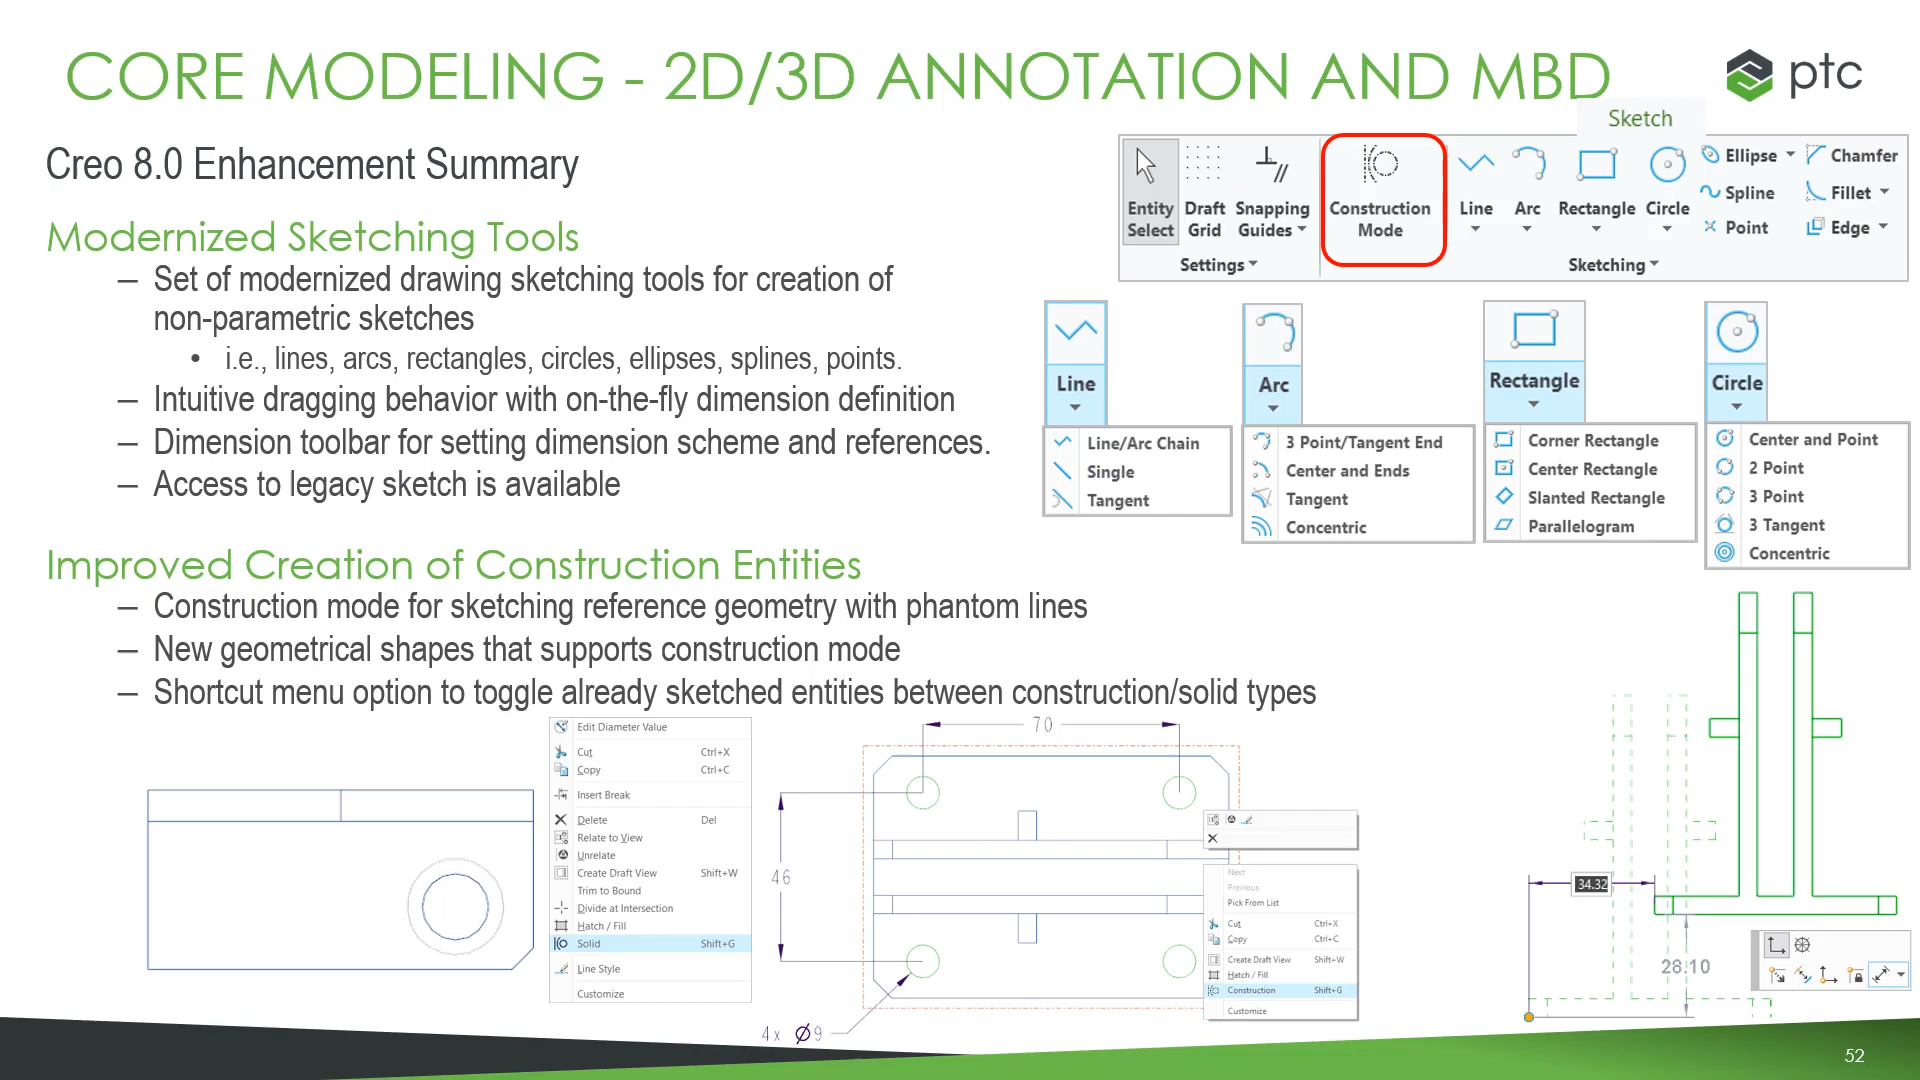 CORE MODELING - 2D/3D ANNOTATION AND MBD
ptc
Creo 8.0 Enhancement Summary
Modernized Sketching Tools
– Set of modernized drawing sketching tools for creation of
non-parametric sketches
• i.e., lines, arcs, rectangles, circles, ellipses, splines, points.
– Intuitive dragging behavior with on-the-fly dimension definition
– Dimension toolbar for setting dimension scheme and references.
– Access to legacy sketch is available
Improved Creation of Construction Entities
– Construction mode for sketching reference geometry with phantom lines
– New geometrical shapes that supports construction mode
– Shortcut menu option to toggle already sketched entities between construction/solid types
Sketch
Entity
Select
Draft
Grid
Snapping
Guides
Settings
Construction
Mode
Line
Arc
Rectangle
Circle
Ellipse
Spline
Point
Chamfer
Fillet
Edge
Sketching
Line
Line/Arc Chain
Single
Tangent
Arc
3 Point/Tangent End
Center and Ends
Tangent
Concentric
Rectangle
Corner Rectangle
Center Rectangle
Slanted Rectangle
Parallelogram
Circle
Center and Point
2 Point
3 Point
3 Tangent
Concentric
Edit Diameter Value
Cut Ctrl+X
Copy Ctrl+C
Insert Break
Delete Del
Relate to View
Unrelate
Create Draft View Shift+W
Trim to Bound
Divide at Intersection
Hatch / Fill
Solid Shift+G
Line Style
Customize
70
46
4x Ø9
Next
Previous
Pick From List
Cut Ctrl+X
Copy Ctrl+C
Create Draft View Shift+W
Hatch / Fill
Construction Shift+G
Customize
34.32
28.10
52